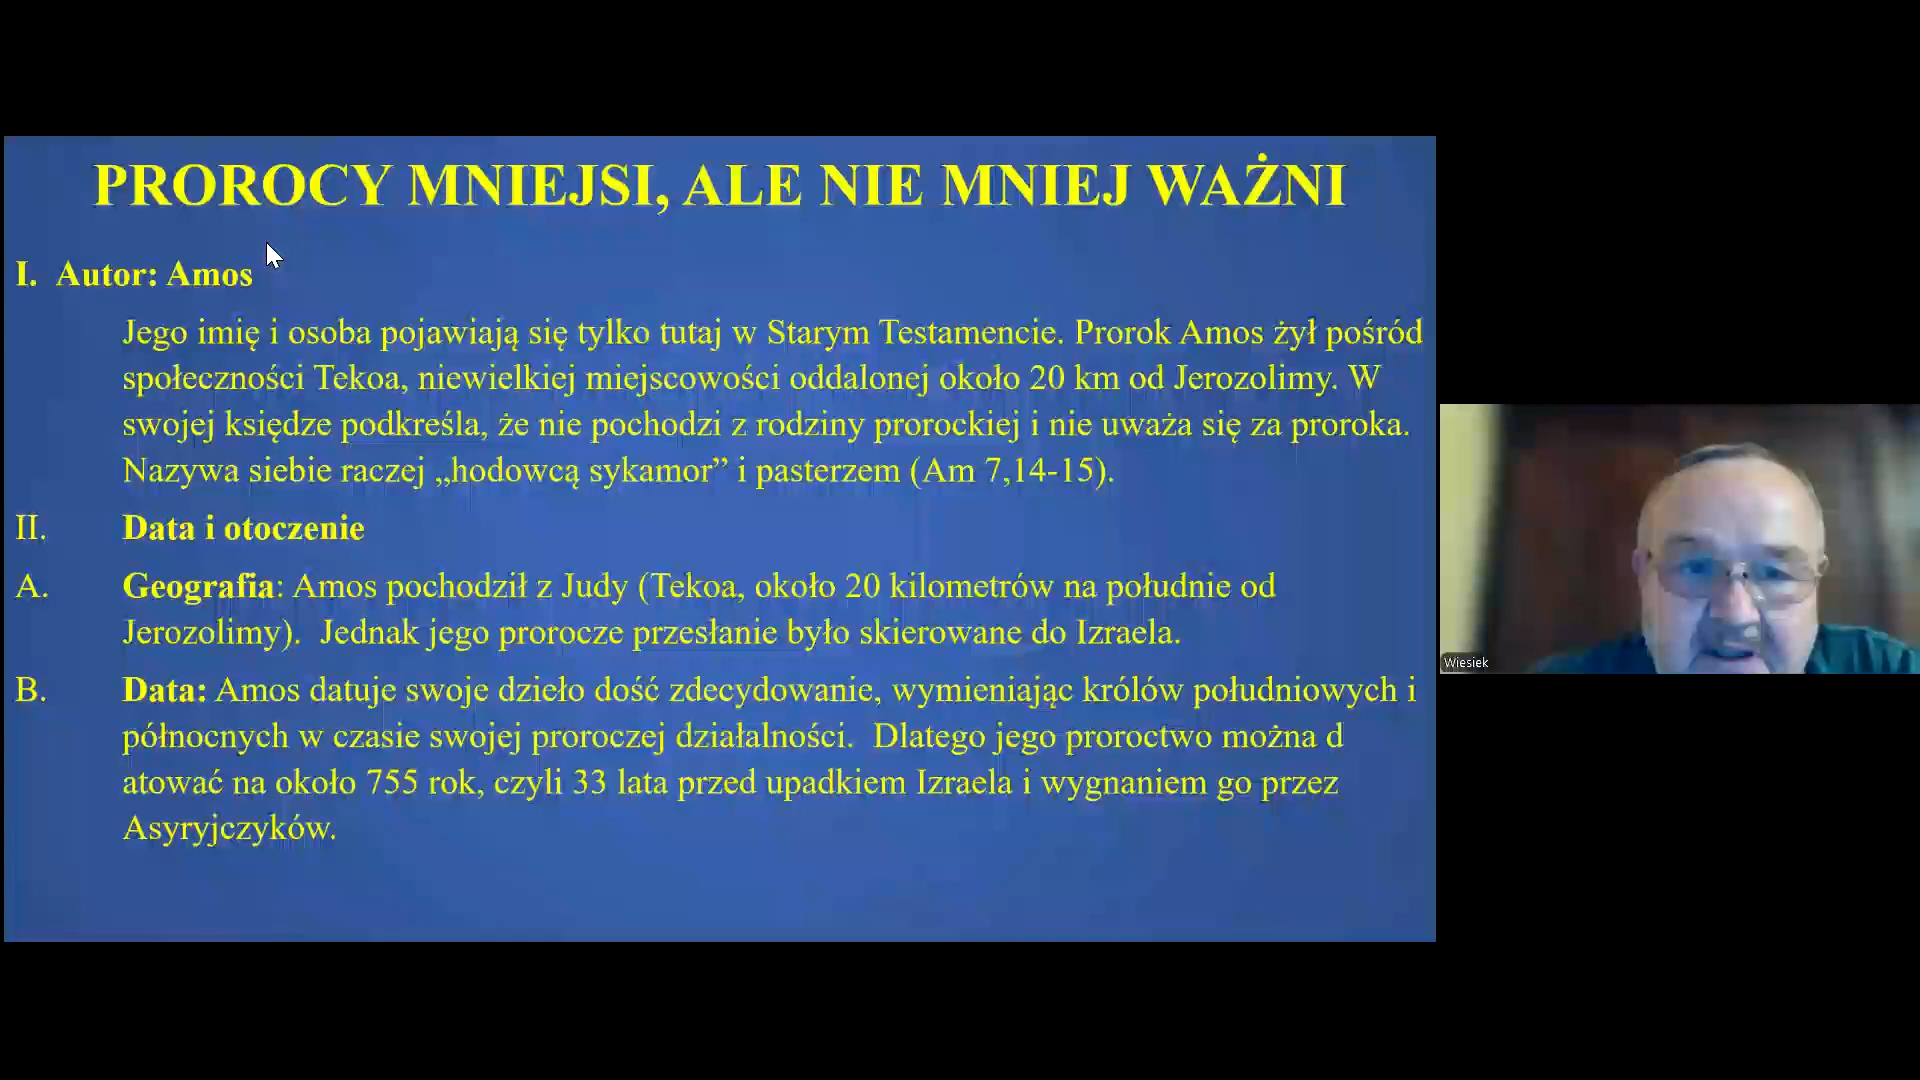 PROROCY MNIEJSI, ALE NIE MNIEJ WAŻNI
I. Autor: Amos
Jego imię i osoba pojawiają się tylko tutaj w Starym Testamencie. Prorok Amos żył pośród
społeczności Tekoa, niewielkiej miejscowości oddalonej około 20 km od Jerozolimy. W
swojej księdze podkreśla, że nie pochodzi z rodziny prorockiej i nie uważa się za proroka.
Nazywa siebie raczej „hodowcą sykamor” i pasterzem (Am 7,14-15).
II. Data i otoczenie
A. Geografia: Amos pochodził z Judy (Tekoa, około 20 kilometrów na południe od
Jerozolimy). Jednak jego prorocze przesłanie było skierowane do Izraela.
B. Data: Amos datuje swoje dzieło dość zdecydowanie, wymieniając królów południowych i
północnych w czasie swojej proroczej działalności. Dlatego jego proroctwo można d
atować na około 755 rok, czyli 33 lata przed upadkiem Izraela i wygnaniem go przez
Asyryjczyków.
Wiesiek